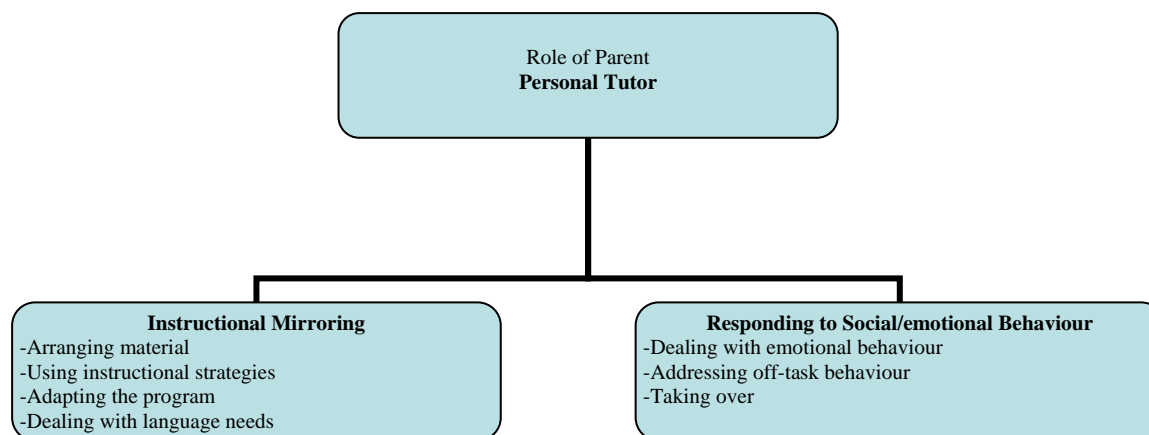 Role of Parent
Personal Tutor
Instructional Mirroring
-Arranging material
-Using instructional strategies
-Adapting the program
-Dealing with language needs
Responding to Social/emotional Behaviour
-Dealing with emotional behaviour
-Addressing off-task behaviour
-Taking over